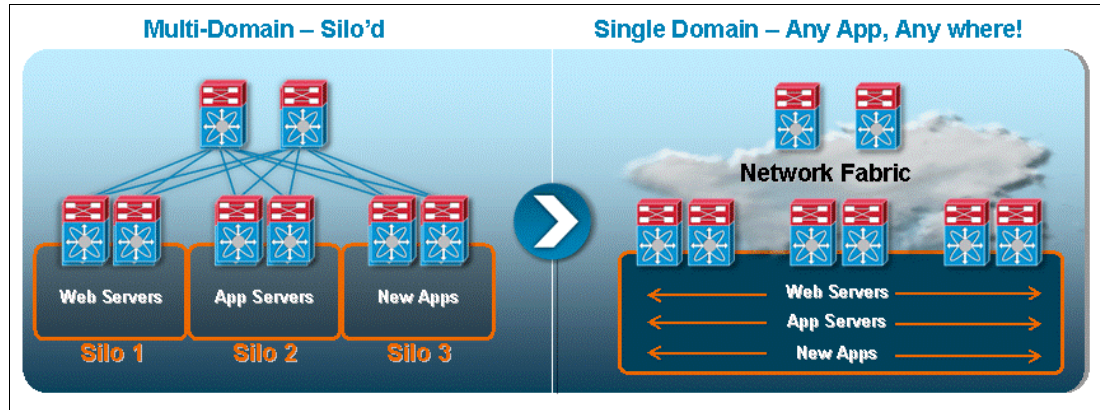 Multi-Domain – Silo'd
Single Domain – Any App, Any where!
Network Fabric
Web Servers
App Servers
New Apps
Silo 1
Silo 2
Silo 3
Web Servers
App Servers
New Apps